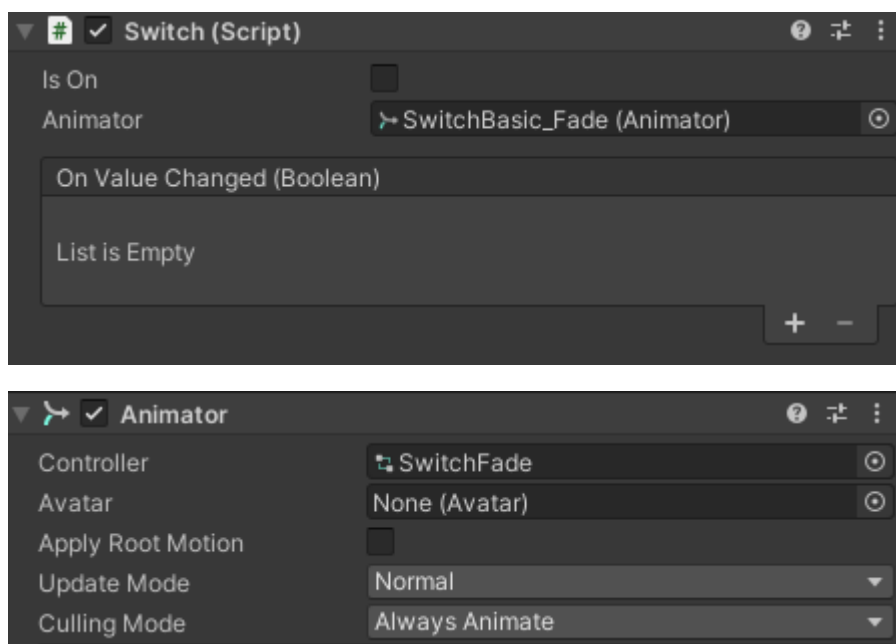 Switch (Script)
Is On
Animator SwitchBasic_Fade (Animator)
On Value Changed (Boolean)
List is Empty
+ −
Animator
Controller SwitchFade
Avatar None (Avatar)
Apply Root Motion
Update Mode Normal
Culling Mode Always Animate